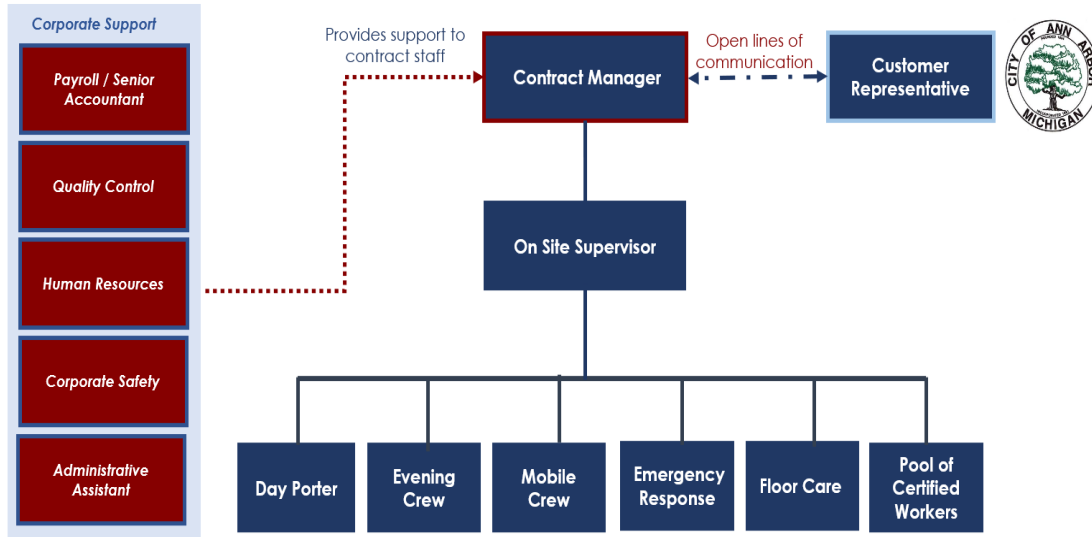 Corporate Support
Payroll / Senior
Accountant
Quality Control
Human Resources
Corporate Safety
Administrative
Assistant
Provides support to
contract staff
Contract Manager
Open lines of
communication
Customer
Representative
CITY OF ANN ARBOR
MICHIGAN
On Site Supervisor
Day Porter
Evening
Crew
Mobile
Crew
Emergency
Response
Floor Care
Pool of
Certified
Workers